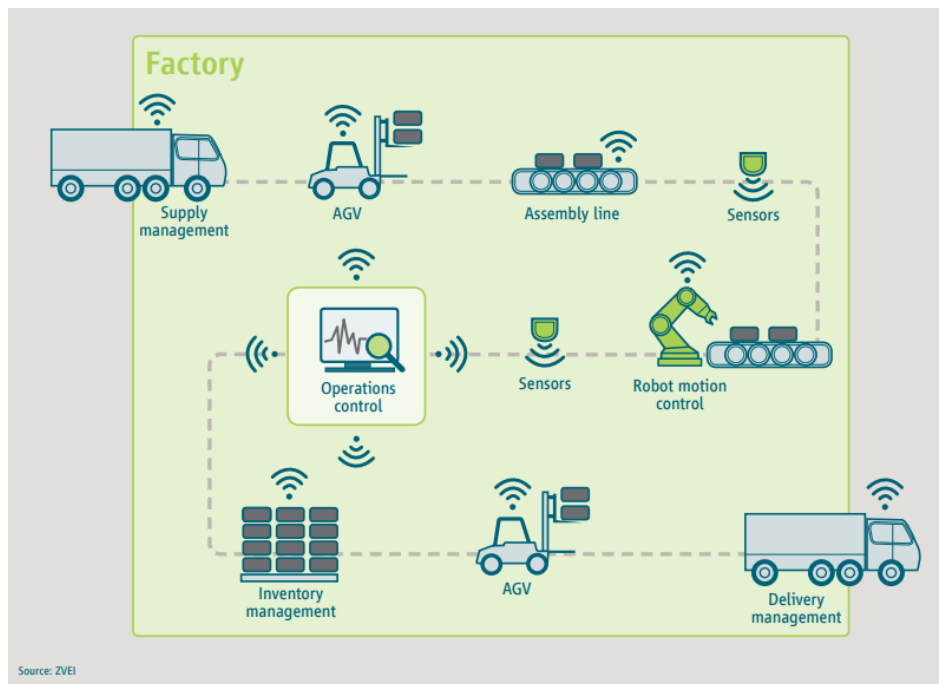 Factory
Supply
management
AGV
Assembly line
Sensors
Operations
control
Sensors
Robot motion
control
Inventory
management
AGV
Delivery
management
Source: ZVEI